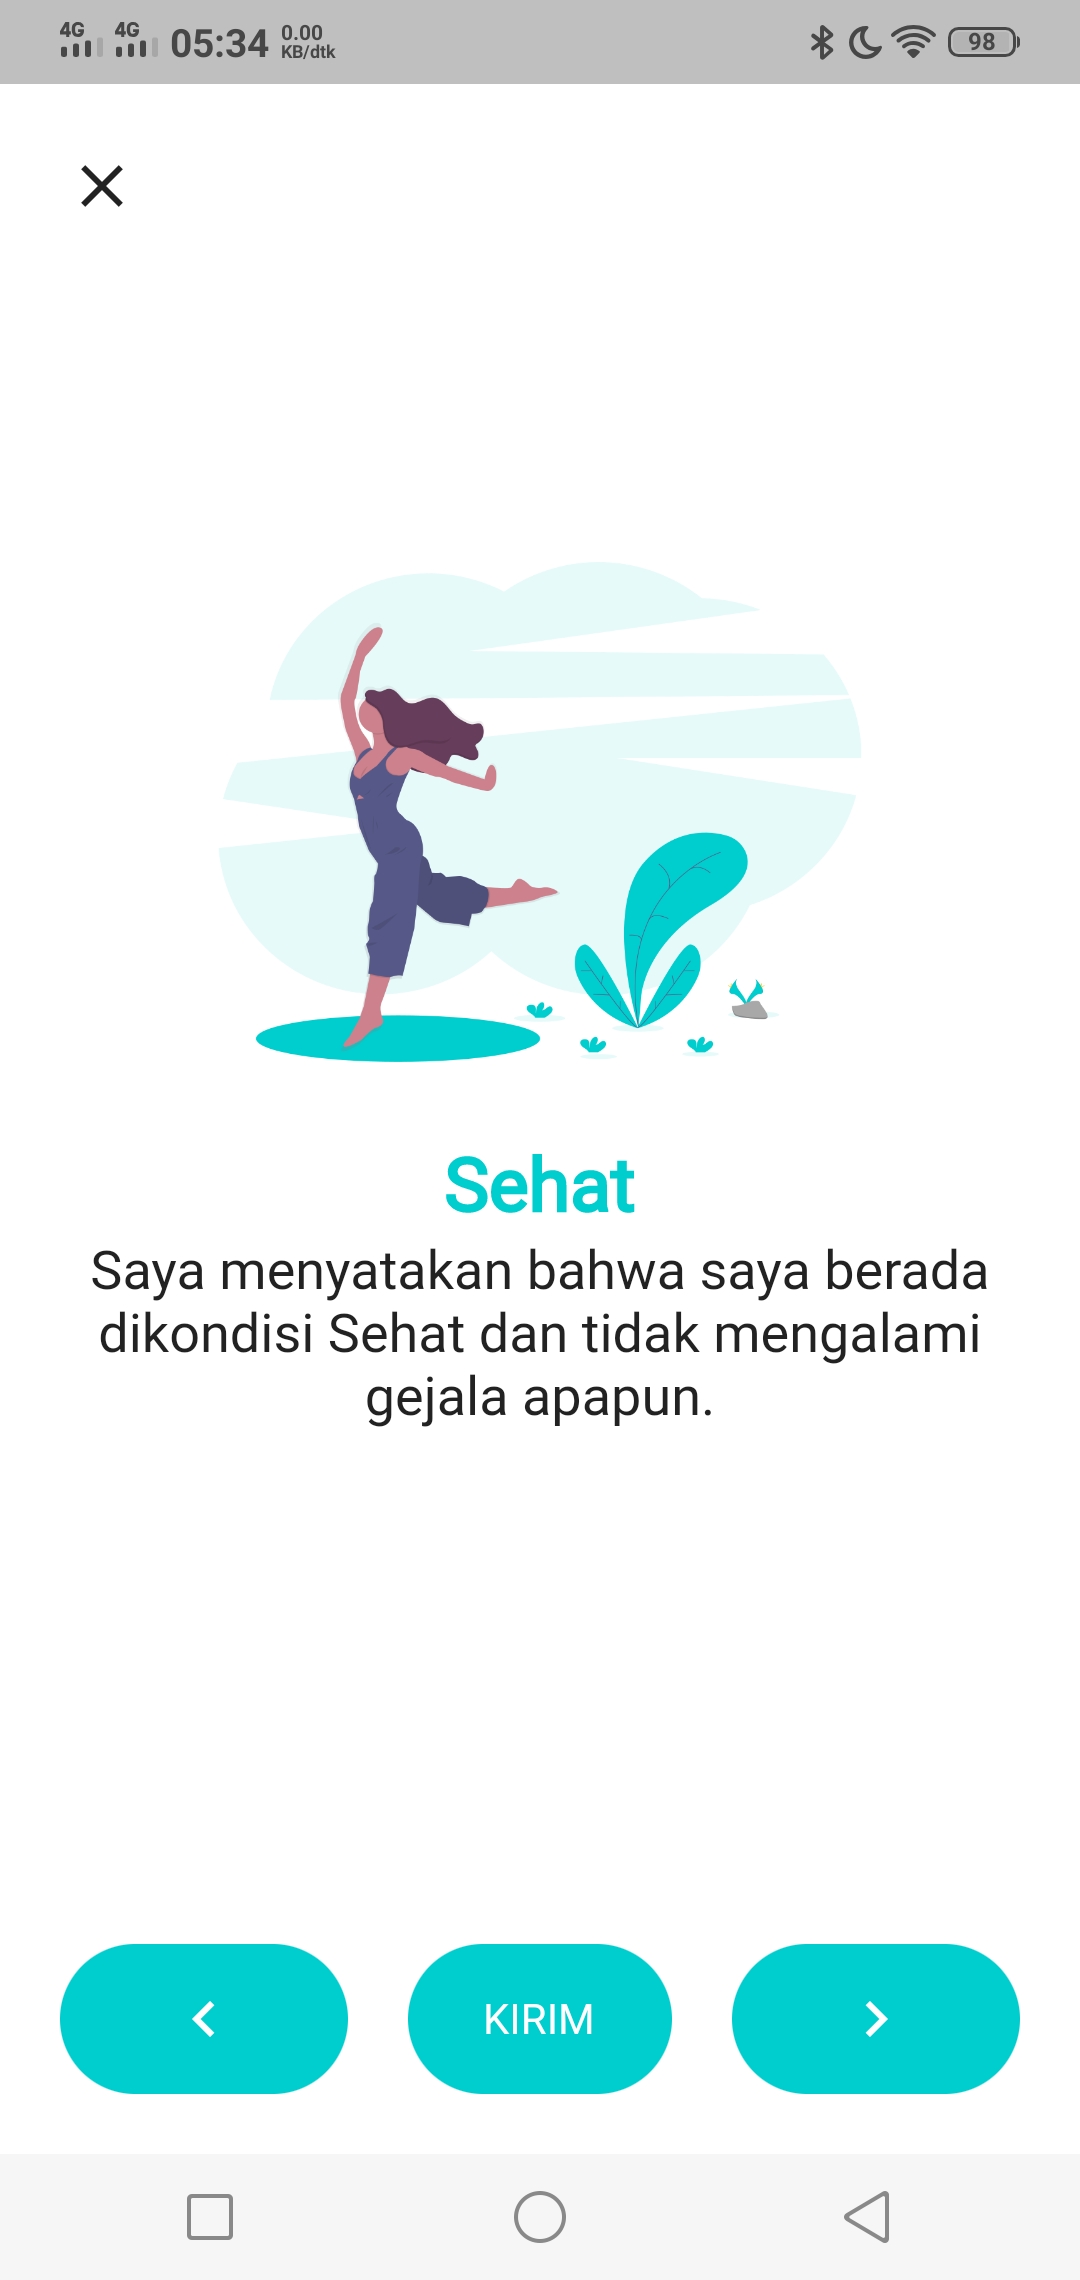 4G 4G 05:34 0.00
KB/dtk
98
Sehat
Saya menyatakan bahwa saya berada
dikondisi Sehat dan tidak mengalami
gejala apapun.
KIRIM